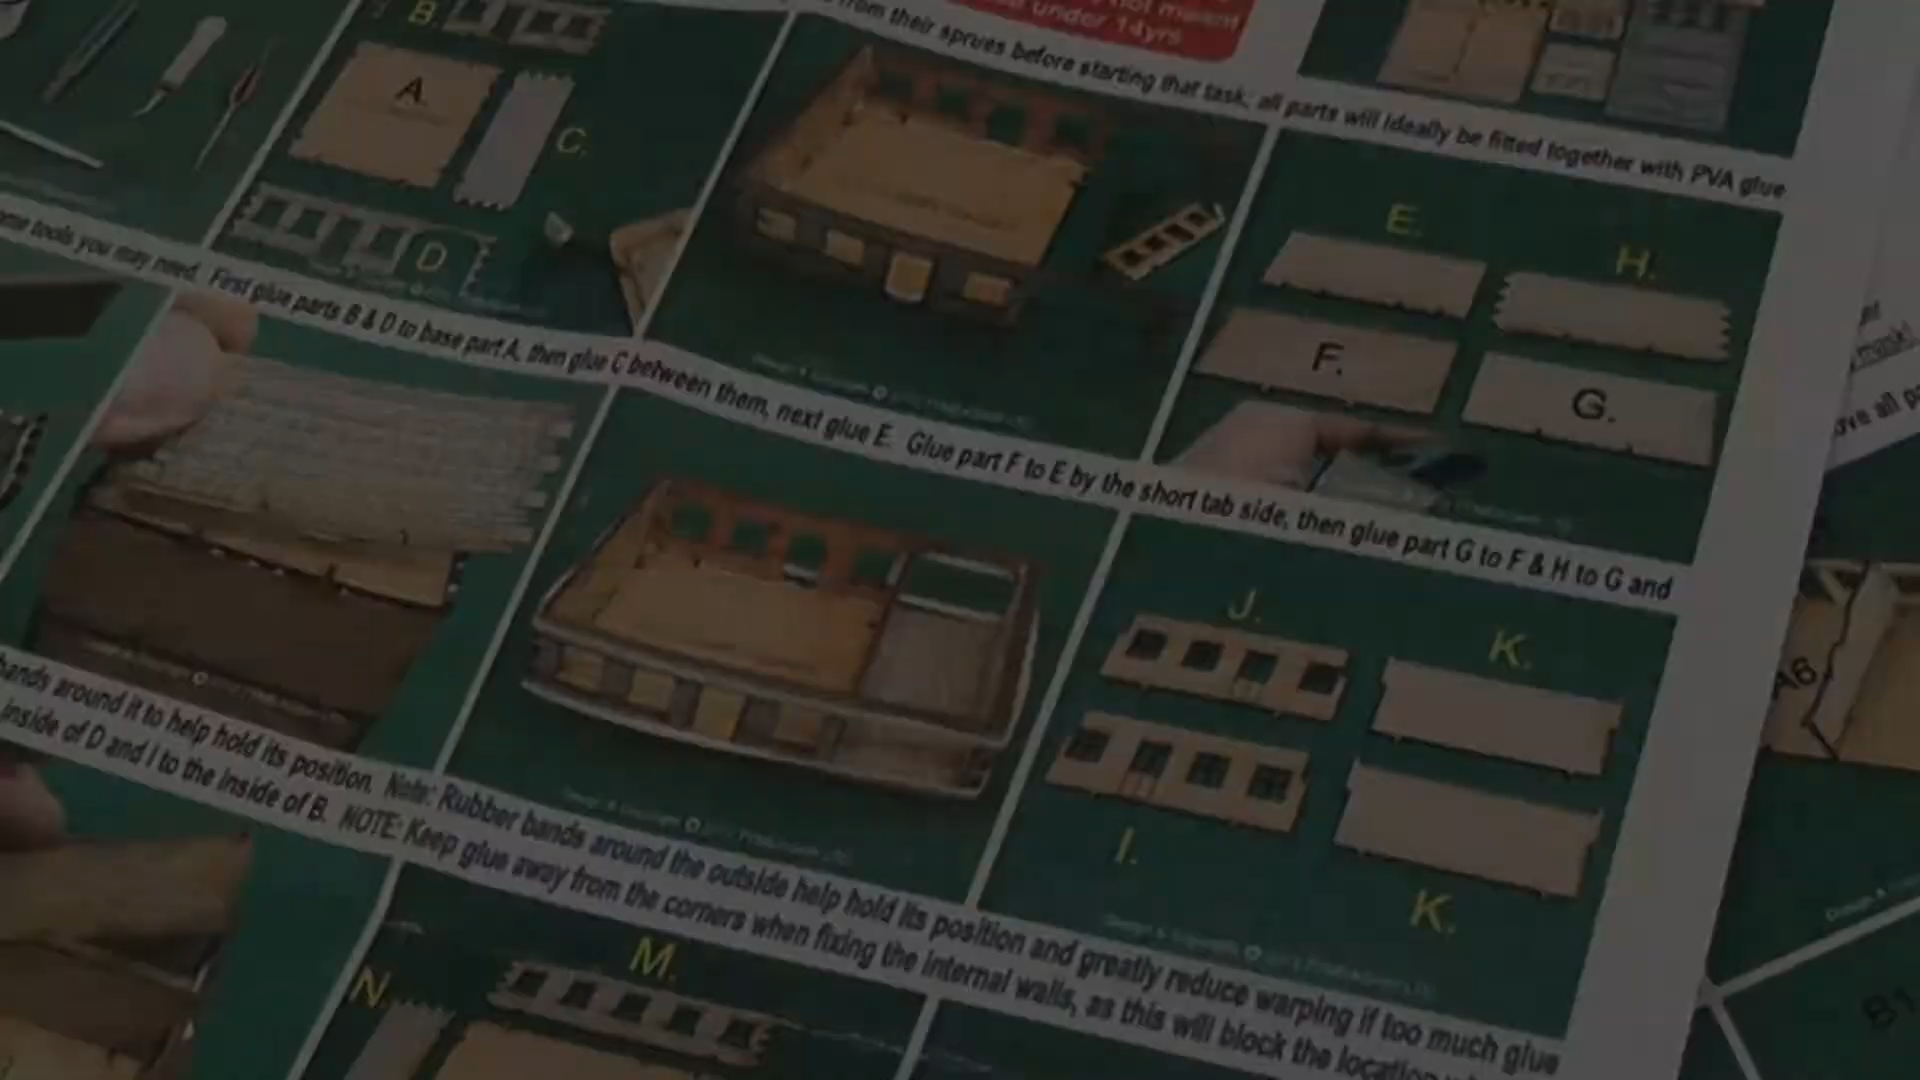 not meant
under 14yrs
from their sprues before starting that task; all parts will Ideally be fitted together with PVA glue
B.
A.
C.
D
E.
H.
F.
G.
tools you may need. First glue parts B & D to base part A, then glue C between them, next glue E. Glue part F to E by the short tab side, then glue part G to F & H to G and
J.
K.
I.
K.
bands around it to help hold its position. Note: Rubber bands around the outside help hold its position and greatly reduce warping if too much glue
inside of D and I to the inside of B. NOTE: Keep glue away from the corners when fixing the internal walls, as this will block the
M.
N.
mask!
all
A6
B1